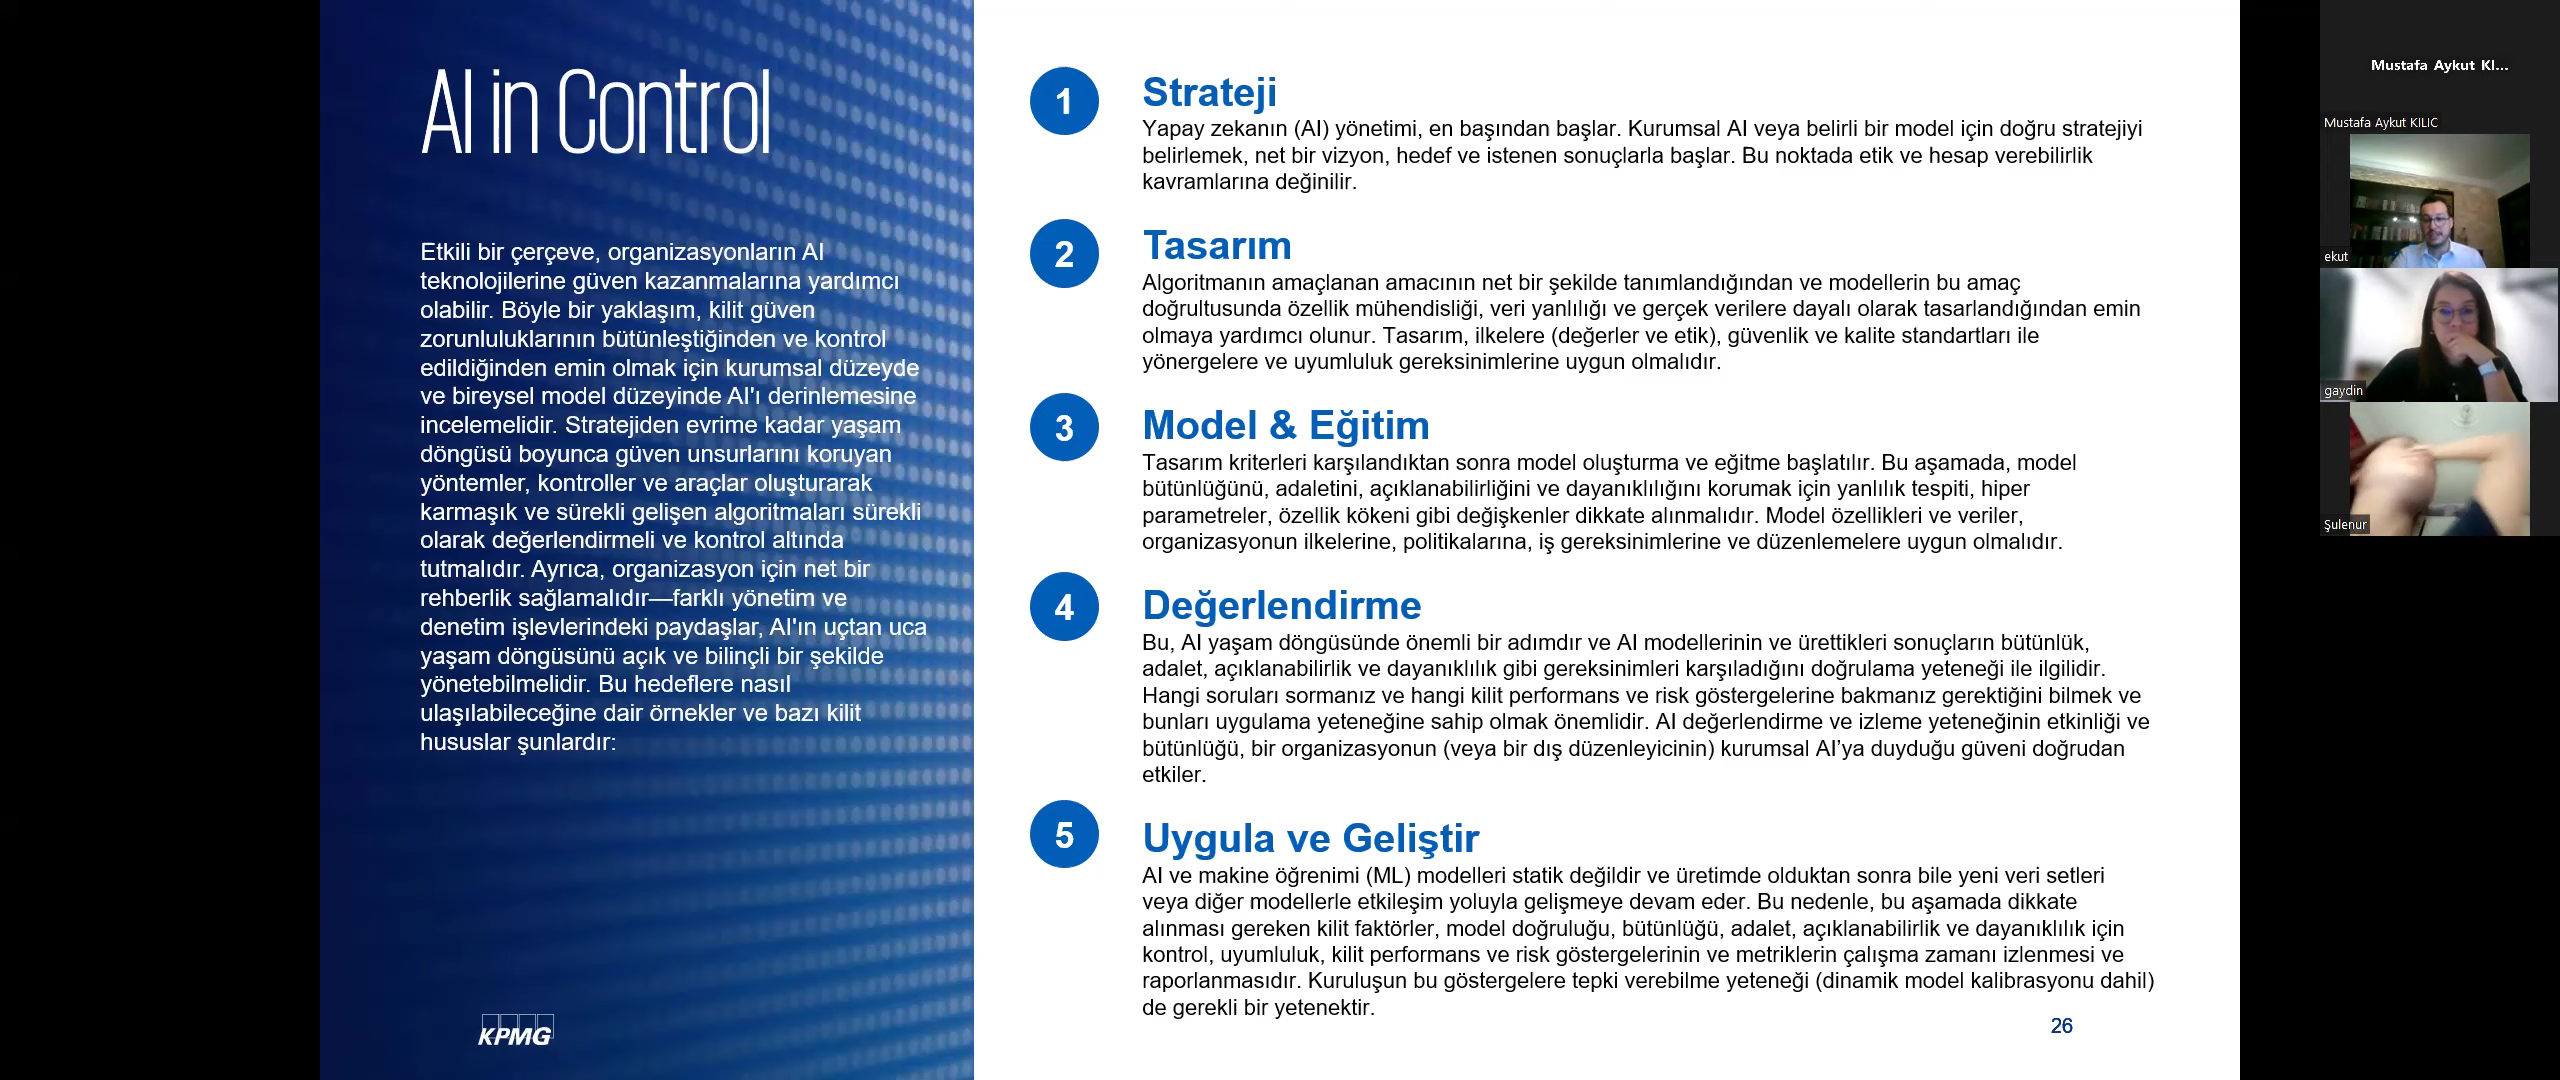 AI in Control
Etkili bir çerçeve, organizasyonların AI
teknolojilerine güven kazanmalarına yardımcı
olabilir. Böyle bir yaklaşım, kilit güven
zorunluluklarının bütünleştiğinden ve kontrol
edildiğinden emin olmak için kurumsal düzeyde
ve bireysel model düzeyinde AI'ı derinlemesine
incelemelidir. Stratejiden evrime kadar yaşam
döngüsü boyunca güven unsurlarını koruyan
yöntemler, kontroller ve araçlar oluşturarak
karmaşık ve sürekli gelişen algoritmaları sürekli
olarak değerlendirmeli ve kontrol altında
tutmalıdır. Ayrıca, organizasyon için net bir
rehberlik sağlamalıdır—farklı yönetim ve
denetim işlevlerindeki paydaşlar, AI'ın uçtan uca
yaşam döngüsünü açık ve bilinçli bir şekilde
yönetebilmelidir. Bu hedeflere nasıl
ulaşılabileceğine dair örnekler ve bazı kilit
hususlar şunlardır:
KPMG
1
Strateji
Yapay zekanın (AI) yönetimi, en başından başlar. Kurumsal AI veya belirli bir model için doğru stratejiyi
belirlemek, net bir vizyon, hedef ve istenen sonuçlarla başlar. Bu noktada etik ve hesap verebilirlik
kavramlarına değinilir.
2
Tasarım
Algoritmanın amaçlanan amacının net bir şekilde tanımlandığından ve modellerin bu amaç
doğrultusunda özellik mühendisliği, veri yanlılığı ve gerçek verilere dayalı olarak tasarlandığından emin
olmaya yardımcı olunur. Tasarım, ilkelere (değerler ve etik), güvenlik ve kalite standartları ile
yönergelere ve uyumluluk gereksinimlerine uygun olmalıdır.
3
Model & Eğitim
Tasarım kriterleri karşılandıktan sonra model oluşturma ve eğitme başlatılır. Bu aşamada, model
bütünlüğünü, adaletini, açıklanabilirliğini ve dayanıklılığını korumak için yanlılık tespiti, hiper
parametreler, özellik kökeni gibi değişkenler dikkate alınmalıdır. Model özellikleri ve veriler,
organizasyonun ilkelerine, politikalarına, iş gereksinimlerine ve düzenlemelere uygun olmalıdır.
4
Değerlendirme
Bu, AI yaşam döngüsünde önemli bir adımdır ve AI modellerinin ve ürettikleri sonuçların bütünlük,
adalet, açıklanabilirlik ve dayanıklılık gibi gereksinimleri karşıladığını doğrulama yeteneği ile ilgilidir.
Hangi soruları sormanız ve hangi kilit performans ve risk göstergelerine bakmanız gerektiğini bilmek ve
bunları uygulama yeteneğine sahip olmak önemlidir. AI değerlendirme ve izleme yeteneğinin etkinliği ve
bütünlüğü, bir organizasyonun (veya bir dış düzenleyicinin) kurumsal AI’ya duyduğu güveni doğrudan
etkiler.
5
Uygula ve Geliştir
AI ve makine öğrenimi (ML) modelleri statik değildir ve üretimde olduktan sonra bile yeni veri setleri
veya diğer modellerle etkileşim yoluyla gelişmeye devam eder. Bu nedenle, bu aşamada dikkate
alınması gereken kilit faktörler, model doğruluğu, bütünlüğü, adalet, açıklanabilirlik ve dayanıklılık için
kontrol, uyumluluk, kilit performans ve risk göstergelerinin ve metriklerin çalışma zamanı izlenmesi ve
raporlanmasıdır. Kuruluşun bu göstergelere tepki verebilme yeteneği (dinamik model kalibrasyonu dahil)
de gerekli bir yetenektir.
26
Mustafa Aykut KI...
Mustafa Aykut KILIC
ekut
gaydin
Şulenur